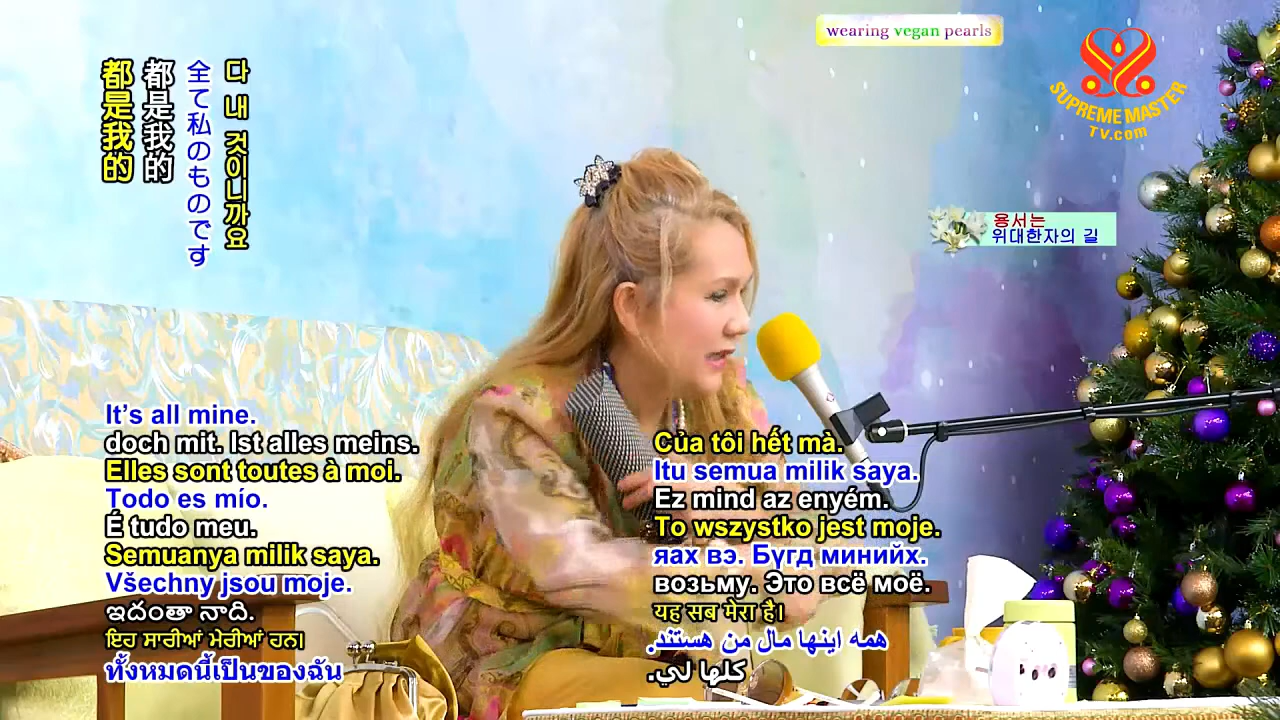 wearing vegan pearls
SUPREME MASTER
TV.com
都是我的
都是我的
全て私のものです
다 내 것이니까요
용서는
위대한자의 길
It's all mine.
doch mit. Ist alles meins.
Elles sont toutes à moi.
Todo es mío.
É tudo meu.
Semuanya milik saya.
Všechny jsou moje.
ఇదంతా నాది.
ਇਹ ਸਾਰੀਆਂ ਮੇਰੀਆਂ ਹਨ।
ทั้งหมดนี้เป็นของฉัน
Của tôi hết mà.
Itu semua milik saya.
Ez mind az enyém.
To wszystko jest moje.
яах вэ. Бүгд минийх.
возьму. Это всё моё.
यह सब मेरा है।
همه اینها مال من هستند.
كلها لي.